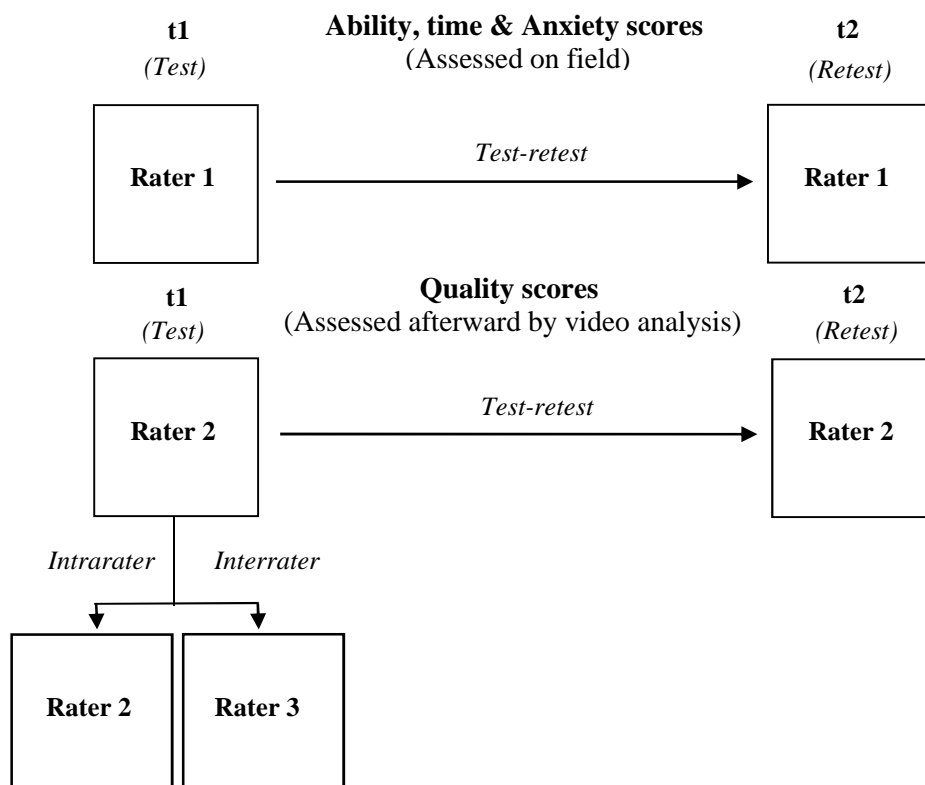 t1
Ability, time & Anxiety scores
t2
(Test)
(Assessed on field)
(Retest)
Rater 1
Test-retest
Rater 1
t1
Quality scores
t2
(Test)
(Assessed afterward by video analysis)
(Retest)
Rater 2
Test-retest
Rater 2
Intrarater
Interrater
Rater 2
Rater 3